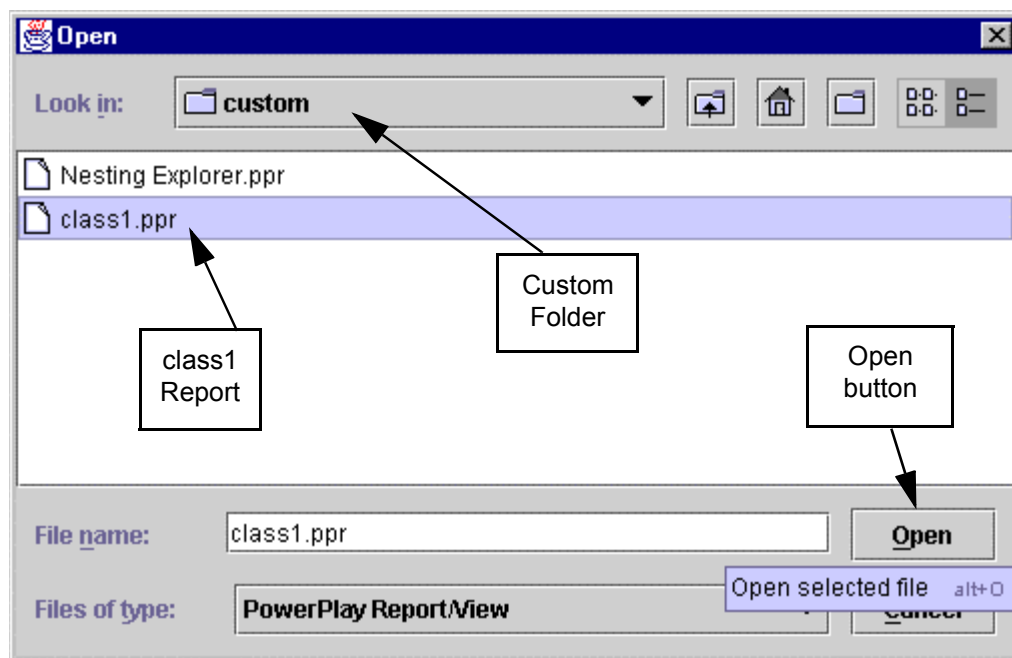 Open
Look in: custom
Nesting Explorer.ppr
class1.ppr
Custom
Folder
class1
Report
Open
button
File name: class1.ppr Open
Open selected file alt+O
Files of type: PowerPlay Report/View Cancel